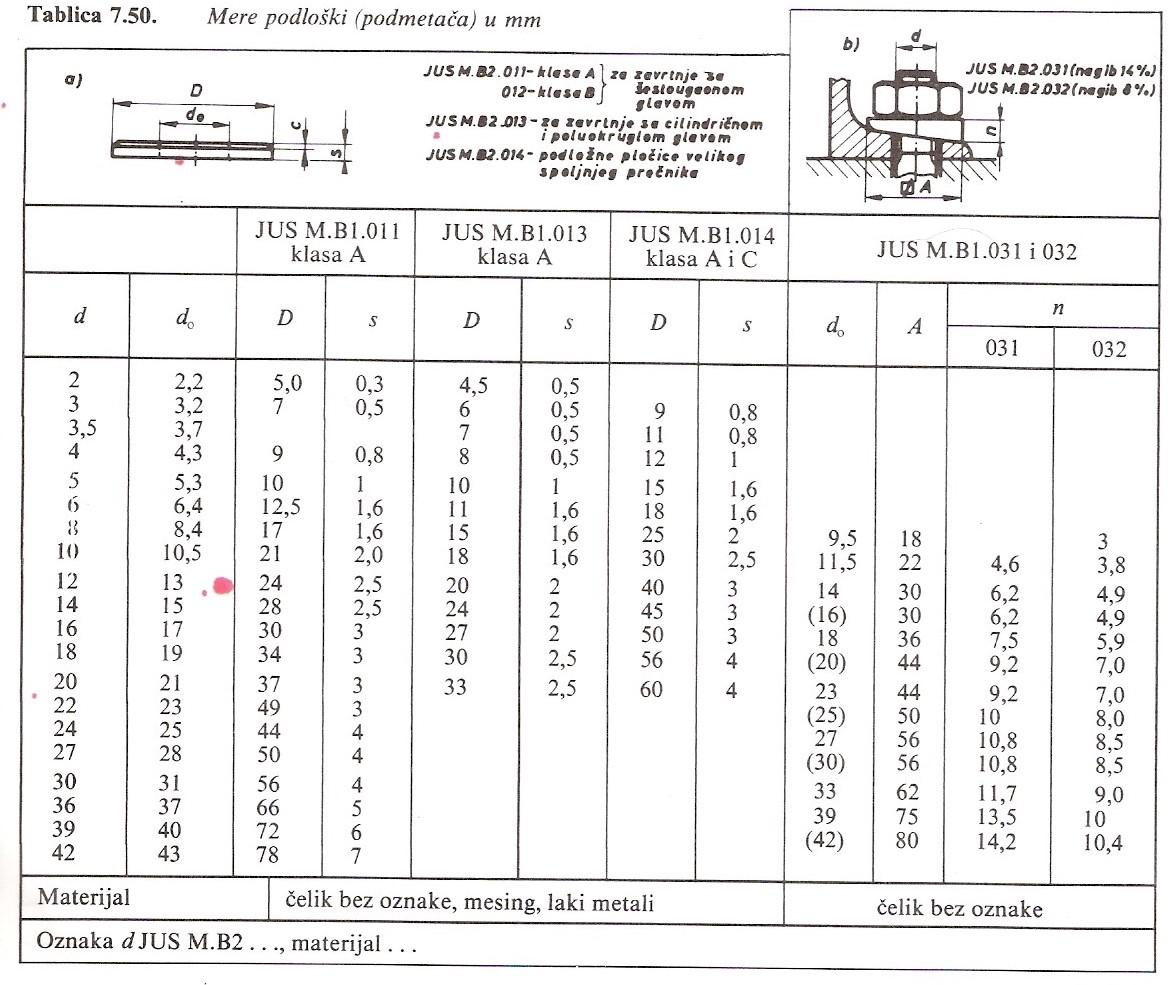 Tablica 7.50. Mere podloški (podmetača) u mm
a)
D
d₀
c
s
JUS M.B2.011- klasa A
012- klasa B
za zavrtnje sa
šestougaonom
glavom
JUS M.B2.013- za zavrtnje sa cilindričnom
i poluokruglom glavom
JUS M.B2.014- podložne pločice velikog
spoljnjeg prečnika
b)
d
n
A
JUS M.B2.031 (nagib 14%)
JUS M.B2.032 (nagib 8%)
JUS M.B1.011 klasa A JUS M.B1.013 klasa A JUS M.B1.014 klasa A i C JUS M.B1.031 i 032
d d₀ D s D s D s d₀ A n
031 032
2 2,2 5,0 0,3 4,5 0,5
3 3,2 7 0,5 6 0,5 9 0,8
3,5 3,7 7 0,5 11 0,8
4 4,3 9 0,8 8 0,5 12 1
5 5,3 10 1 10 1 15 1,6
6 6,4 12,5 1,6 11 1,6 18 1,6
8 8,4 17 1,6 15 1,6 25 2 9,5 18 3
10 10,5 21 2,0 18 1,6 30 2,5 11,5 22 4,6 3,8
12 13 24 2,5 20 2 40 3 14 30 6,2 4,9
14 15 28 2,5 24 2 45 3 (16) 30 6,2 4,9
16 17 30 3 27 2 50 3 18 36 7,5 5,9
18 19 34 3 30 2,5 56 4 (20) 44 9,2 7,0
20 21 37 3 33 2,5 60 4 23 44 9,2 7,0
22 23 49 3 (25) 50 10 8,0
24 25 44 4 27 56 10,8 8,5
27 28 50 4 (30) 56 10,8 8,5
30 31 56 4 33 62 11,7 9,0
36 37 66 5 39 75 13,5 10
39 40 72 6 (42) 80 14,2 10,4
42 43 78 7
Materijal čelik bez oznake, mesing, laki metali čelik bez oznake
Oznaka d JUS M.B2 . . ., materijal . . .